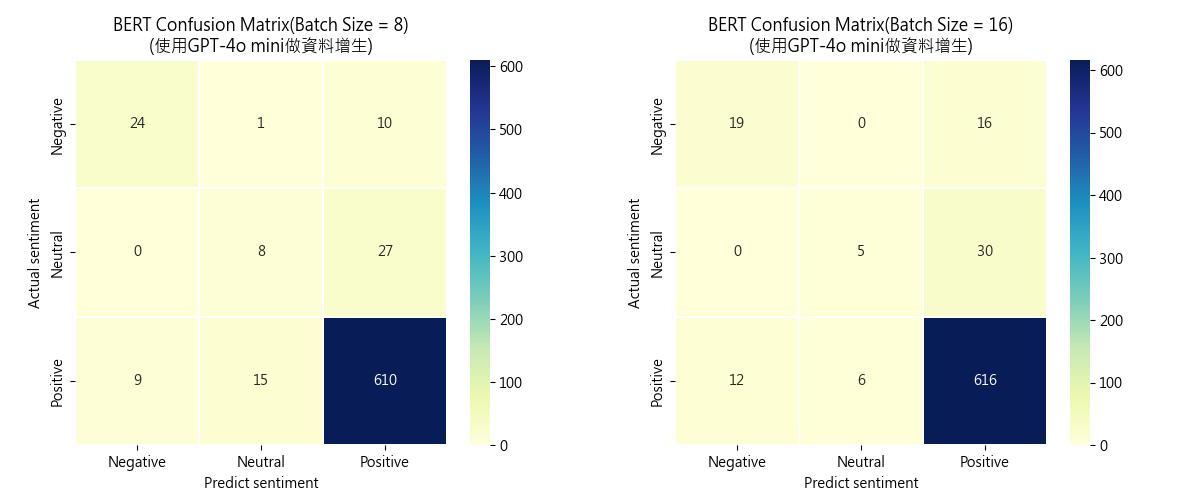 BERT Confusion Matrix(Batch Size = 8)
(使用GPT-4o mini做資料增生)
Actual sentiment
Negative
24
1
10
Neutral
0
8
27
Positive
9
15
610
Negative
Neutral
Positive
Predict sentiment
600
500
400
300
200
100
0
BERT Confusion Matrix(Batch Size = 16)
(使用GPT-4o mini做資料增生)
Actual sentiment
Negative
19
0
16
Neutral
0
5
30
Positive
12
6
616
Negative
Neutral
Positive
Predict sentiment
600
500
400
300
200
100
0